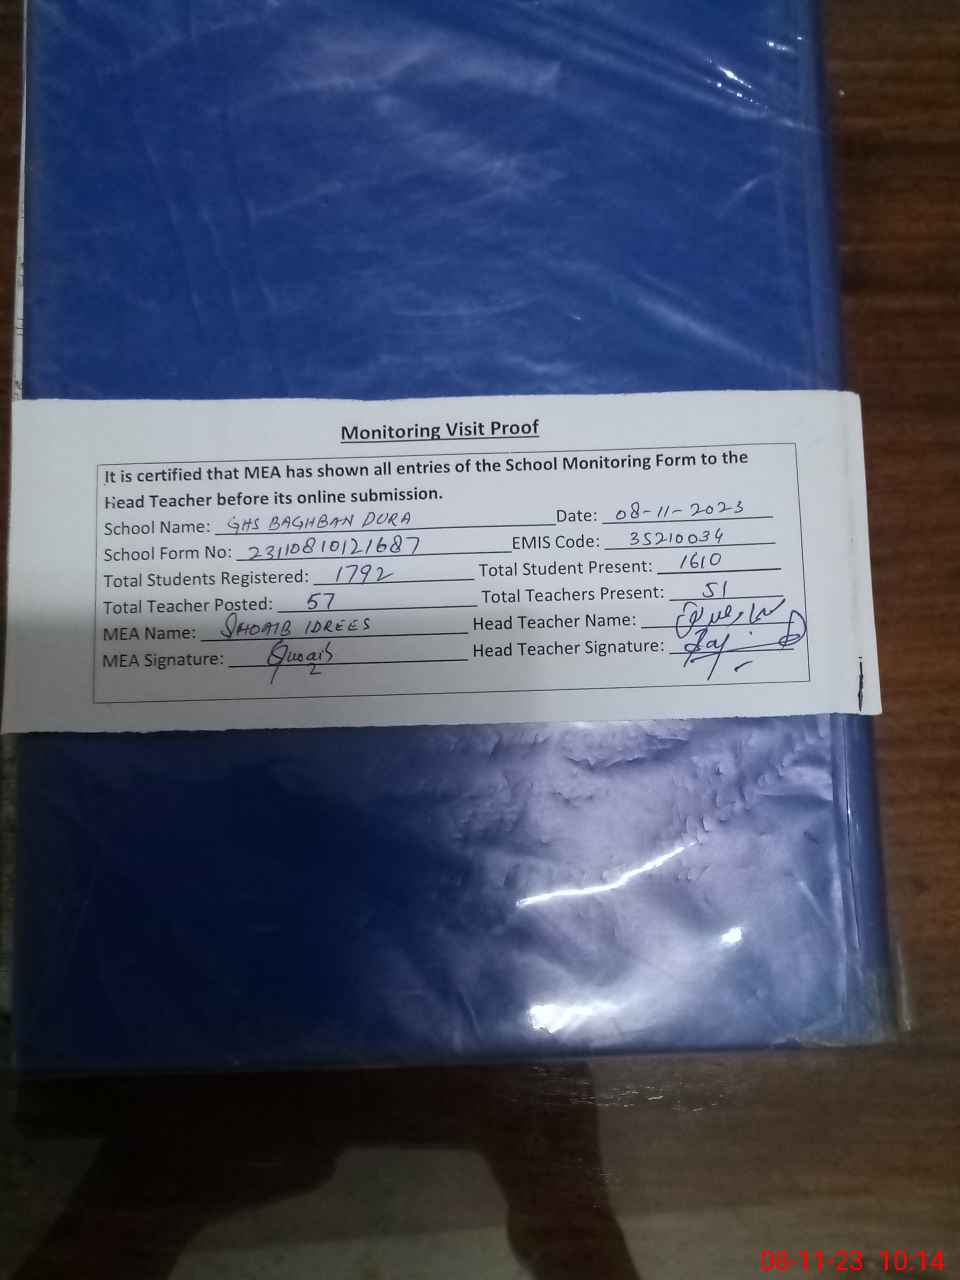 Monitoring Visit Proof
It is certified that MEA has shown all entries of the School Monitoring Form to the
Head Teacher before its online submission.
School Name: GHS BAGHBAN PURA Date: 08-11-2023
School Form No: 23110810121687 EMIS Code: 35210034
Total Students Registered: 1792 Total Student Present: 1610
Total Teacher Posted: 57 Total Teachers Present: 51
MEA Name: SHOAIB IDREES Head Teacher Name:
MEA Signature: Shoaib Head Teacher Signature:
08-11-23 10:14